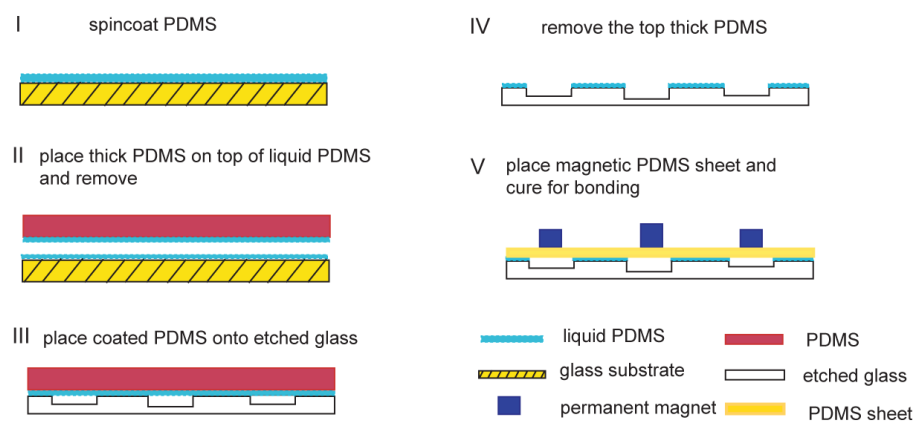 I spincoat PDMS
II place thick PDMS on top of liquid PDMS
and remove
III place coated PDMS onto etched glass
IV remove the top thick PDMS
V place magnetic PDMS sheet and
cure for bonding
liquid PDMS
PDMS
glass substrate
etched glass
permanent magnet
PDMS sheet